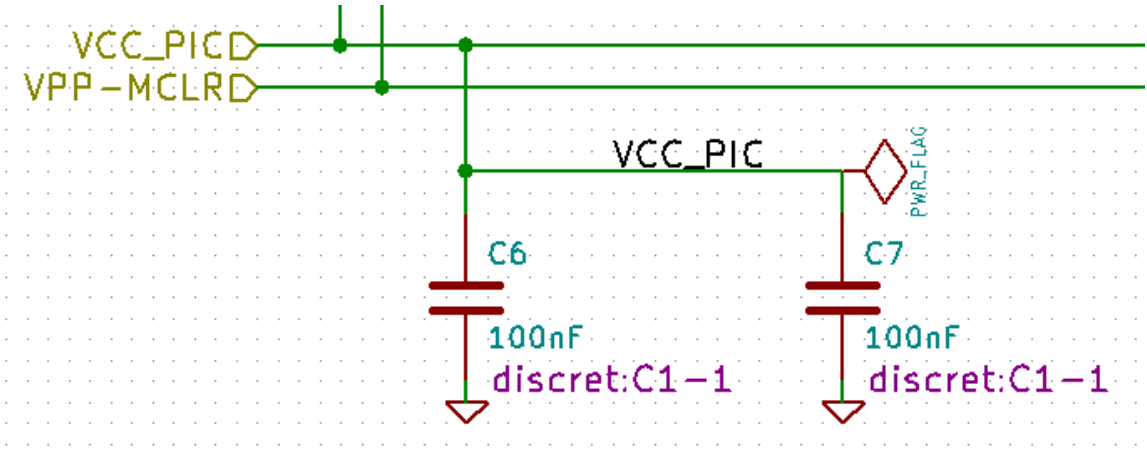 VCC_PIC
VPP-MCLR
VCC_PIC
PWR_FLAG
C6
C7
100nF
100nF
discret:C1-1
discret:C1-1